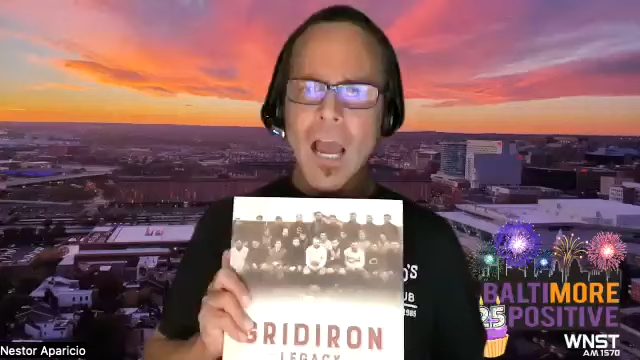 GRIDIRON
LEGACY
25
BALTIMORE
POSITIVE
WNST
AM 1570
Nestor Aparicio